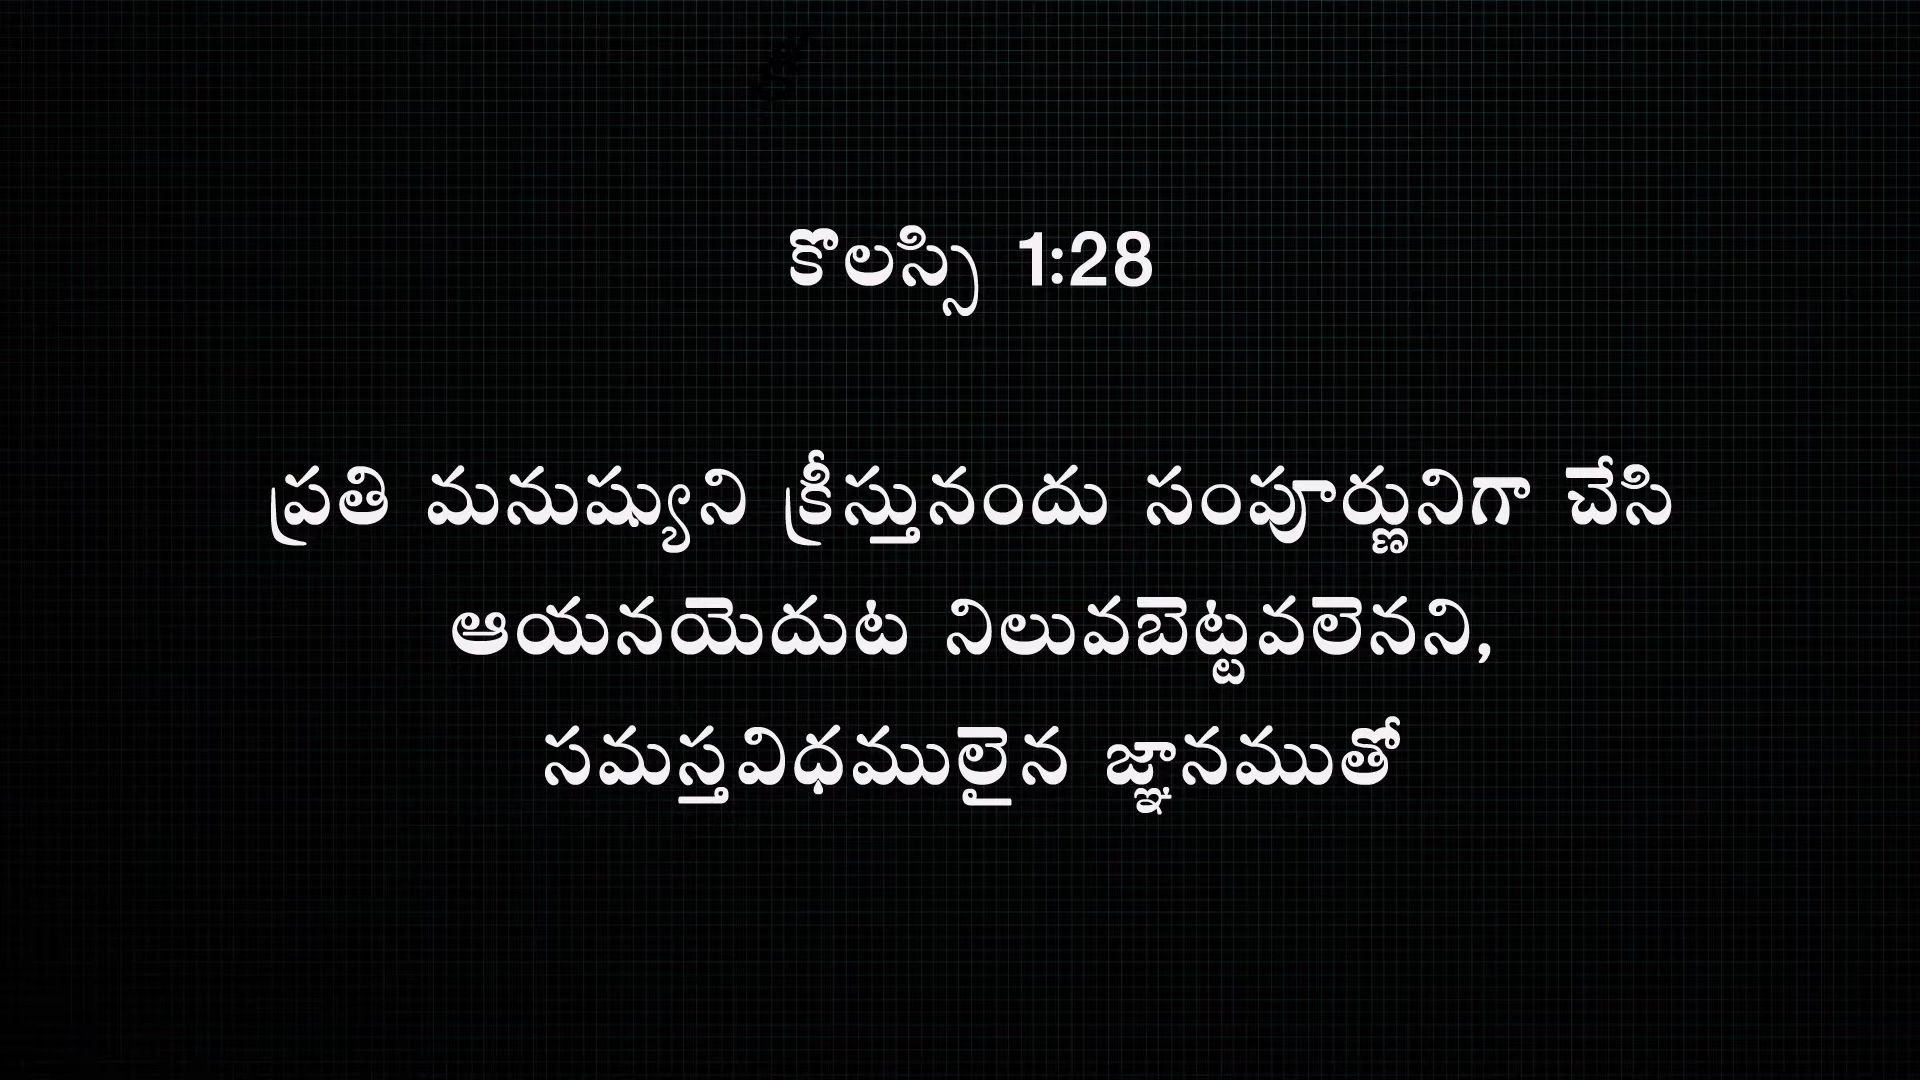 కొలస్సి 1:28
ప్రతి మనుష్యుని క్రీస్తునందు సంపూర్ణునిగా చేసి
ఆయనయెదుట నిలువబెట్టవలెనని,
సమస్తవిధములైన జ్ఞానముతో